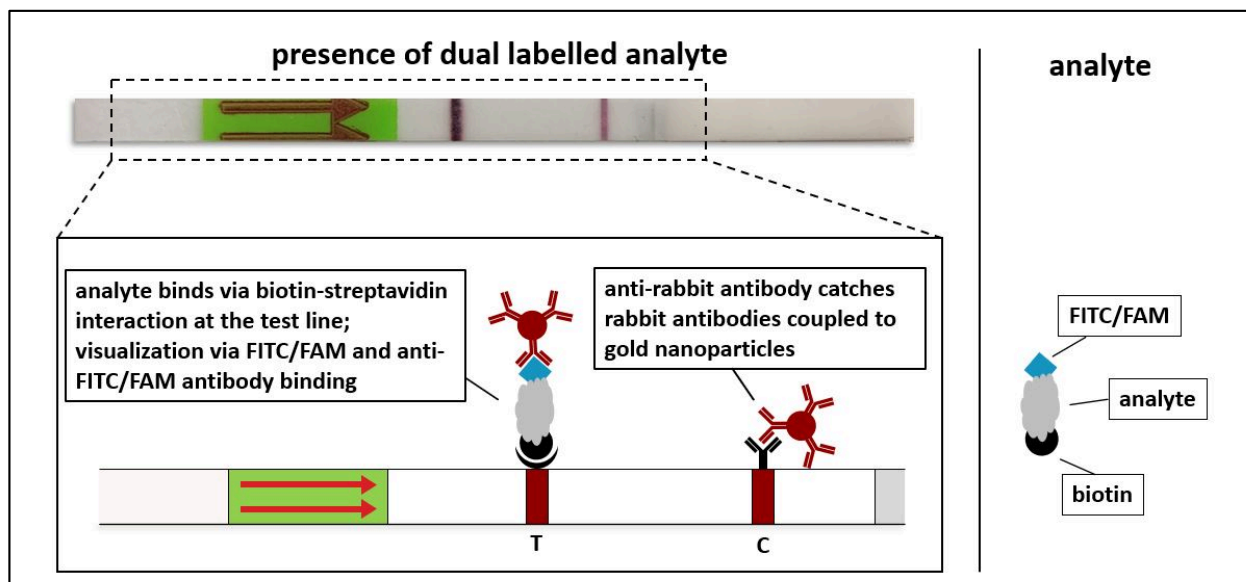 presence of dual labelled analyte
analyte
analyte binds via biotin-streptavidin
interaction at the test line;
visualization via FITC/FAM and anti-
FITC/FAM antibody binding
anti-rabbit antibody catches
rabbit antibodies coupled to
gold nanoparticles
T
C
FITC/FAM
analyte
biotin